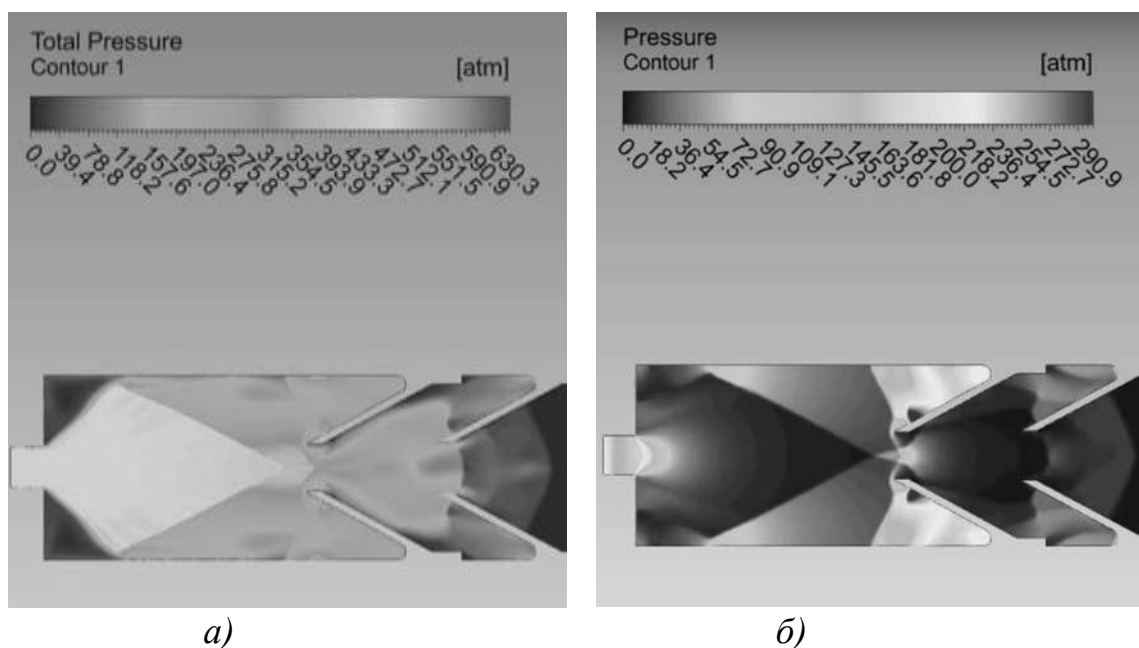 Total Pressure
Contour 1
[atm]
0.0 39.4 78.8 118.2 157.6 197.0 236.4 275.8 315.2 354.5 393.9 433.3 472.7 512.1 551.5 590.9 630.3
а)
Pressure
Contour 1
[atm]
0.0 18.2 36.4 54.5 72.7 90.9 109.1 127.3 145.5 163.6 181.8 200.0 218.2 236.4 254.5 272.7 290.9
б)